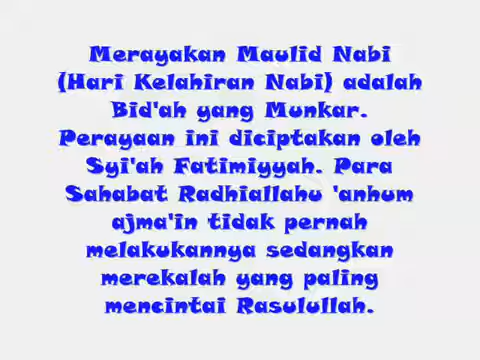 Merayakan Maulid Nabi
(Hari Kelahiran Nabi) adalah
Bid'ah yang Munkar.
Perayaan ini diciptakan oleh
Syi'ah Fatimiyyah. Para
Sahabat Radhiallahu 'anhum
ajma'in tidak pernah
melakukannya sedangkan
merekalah yang paling
mencintai Rasulullah.